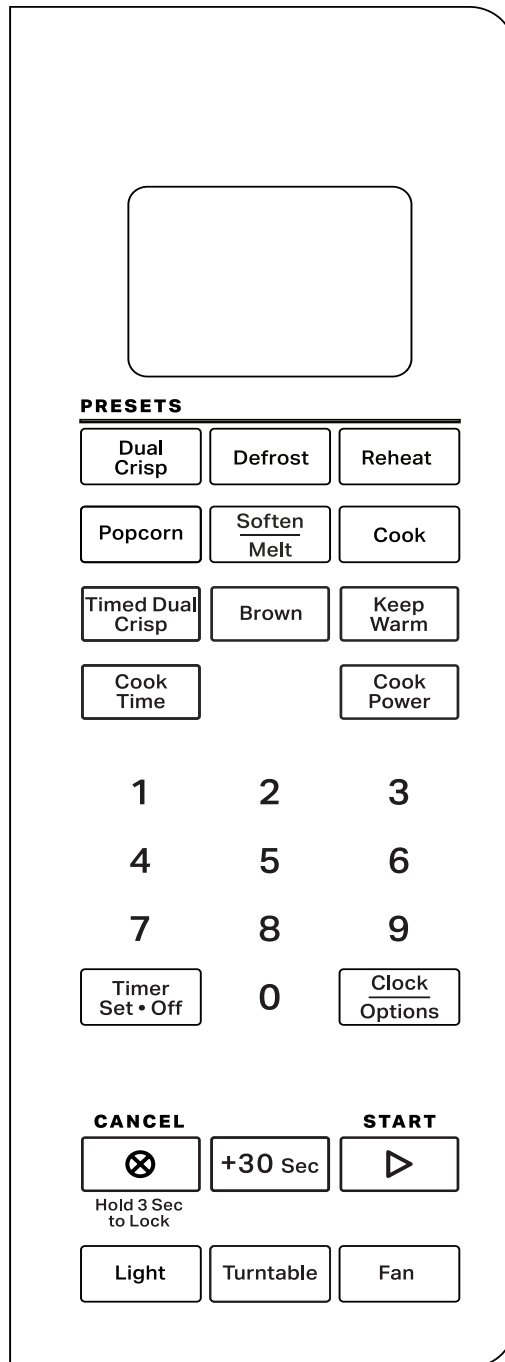 PRESETS
Dual
Crisp
Defrost
Reheat
Popcorn
Soften
Melt
Cook
Timed Dual
Crisp
Brown
Keep
Warm
Cook
Time
Cook
Power
1 2 3
4 5 6
7 8 9
Timer
Set • Off
0
Clock
Options
CANCEL
START
+30 Sec
Hold 3 Sec
to Lock
Light
Turntable
Fan